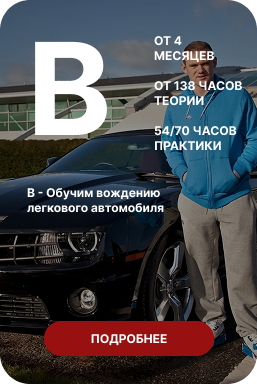 B
ОТ 4
МЕСЯЦЕВ
ОТ 138 ЧАСОВ
ТЕОРИИ
54/70 ЧАСОВ
ПРАКТИКИ
B - Обучим вождению
легкового автомобиля
ПОДРОБНЕЕ